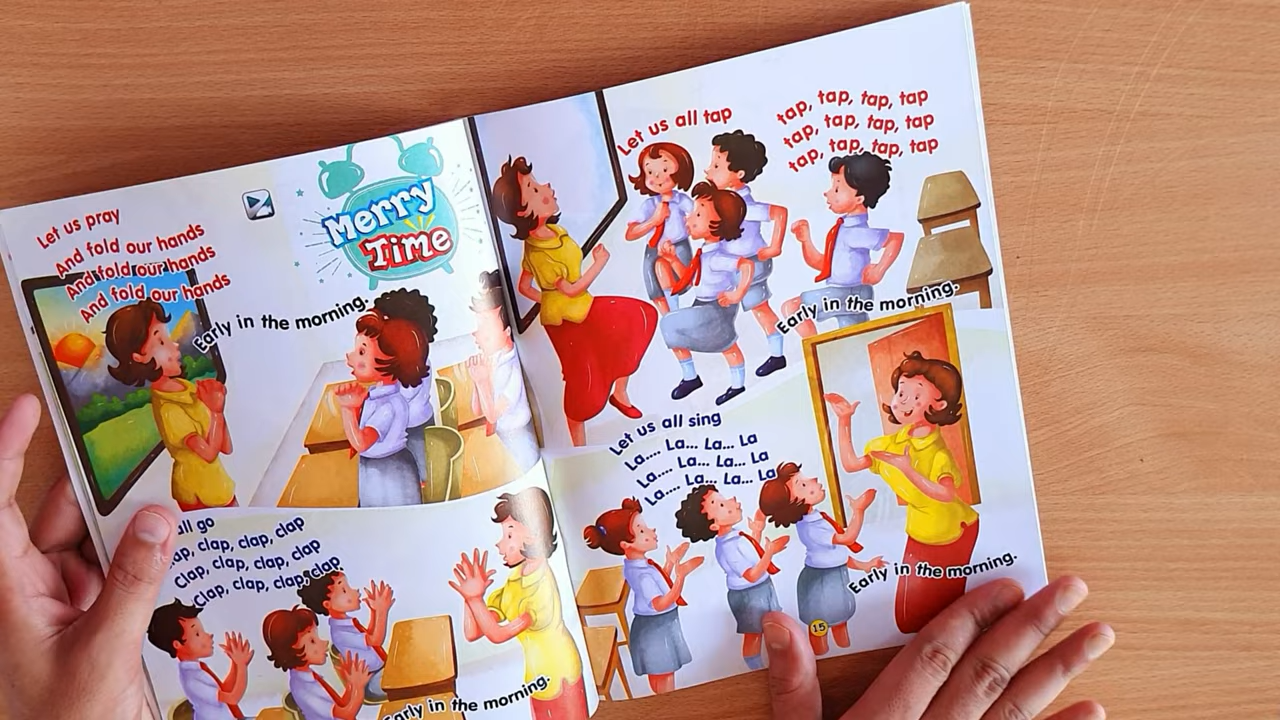 Merry
Time
Let us pray
And fold our hands
And fold our hands
And fold our hands
Early in the morning.
all go
clap, clap, clap
Clap, clap, clap, clap
Clap, clap, clap, clap
Early in the morning.
Let us all tap
tap, tap, tap, tap
tap, tap, tap, tap
tap, tap, tap, tap
Early in the morning.
Let us all sing
La.... La... La... La
La.... La... La... La
La.... La... La... La
Early in the morning.
15